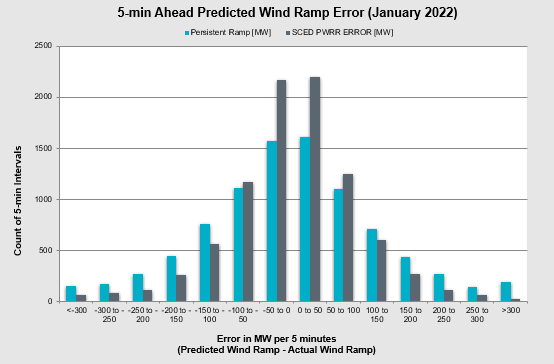 5-min Ahead Predicted Wind Ramp Error (January 2022)
Persistent Ramp [MW] SCED PWRR ERROR [MW]
2500
2000
1500
1000
500
0
Count of 5-min Intervals
<-300 -300 to - -250 to - -200 to - -150 to - -100 to - -50 to 0 0 to 50 50 to 100 100 to 150 to 200 to 250 to >300
250 200 150 100 50 150 200 250 300
Error in MW per 5 minutes
(Predicted Wind Ramp - Actual Wind Ramp)